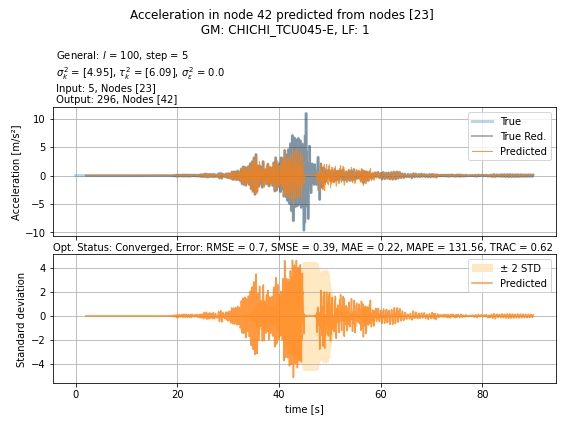 Acceleration in node 42 predicted from nodes [23]
GM: CHICHI_TCU045-E, LF: 1
General: l = 100, step = 5
σ²ₖ = [4.95], τ²ₖ = [6.09], σ²ε = 0.0
Input: 5, Nodes [23]
Output: 296, Nodes [42]
Acceleration [m/s²]
10
5
0
−5
−10
True
True Red.
Predicted
Opt. Status: Converged, Error: RMSE = 0.7, SMSE = 0.39, MAE = 0.22, MAPE = 131.56, TRAC = 0.62
Standard deviation
4
2
0
−2
−4
± 2 STD
Predicted
0 20 40 60 80
time [s]